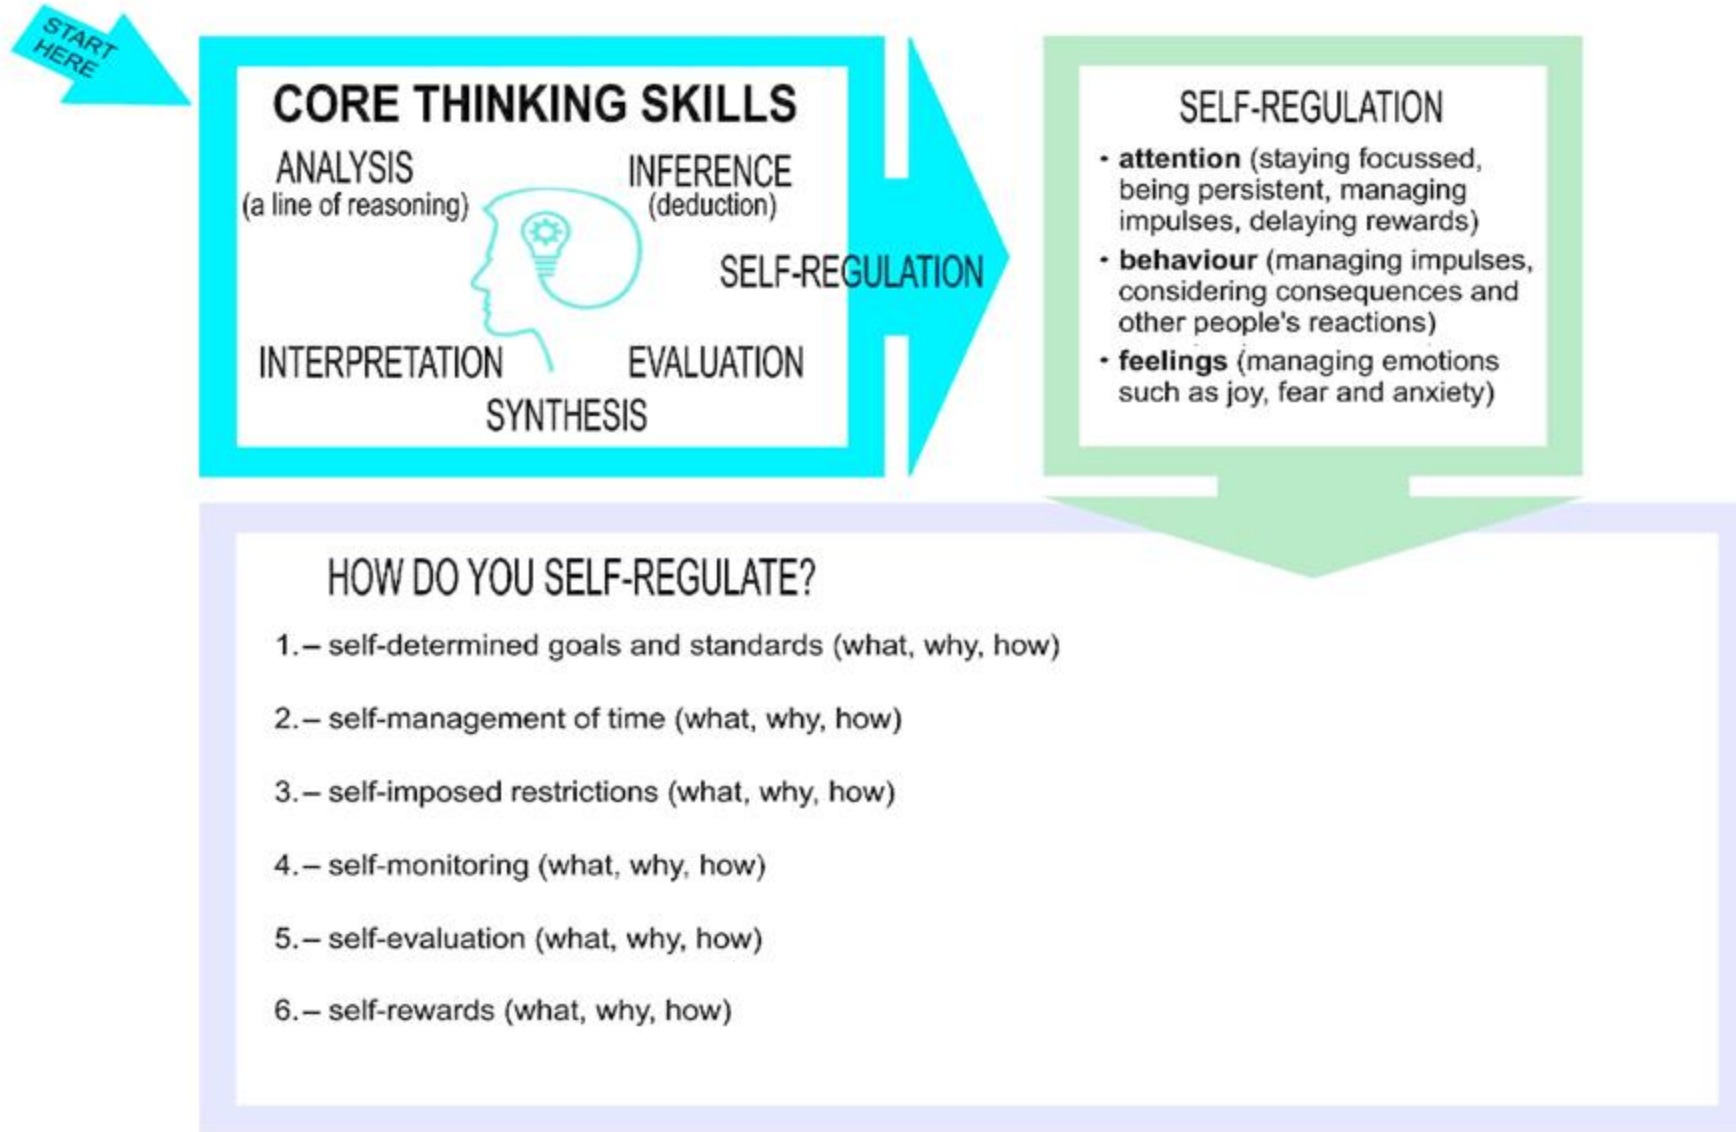 START
HERE
CORE THINKING SKILLS
ANALYSIS
(a line of reasoning)
INFERENCE
(deduction)
SELF-REGULATION
INTERPRETATION
EVALUATION
SYNTHESIS
SELF-REGULATION
• attention (staying focussed,
being persistent, managing
impulses, delaying rewards)
• behaviour (managing impulses,
considering consequences and
other people's reactions)
• feelings (managing emotions
such as joy, fear and anxiety)
HOW DO YOU SELF-REGULATE?
1.– self-determined goals and standards (what, why, how)
2.– self-management of time (what, why, how)
3.– self-imposed restrictions (what, why, how)
4.– self-monitoring (what, why, how)
5.– self-evaluation (what, why, how)
6.– self-rewards (what, why, how)